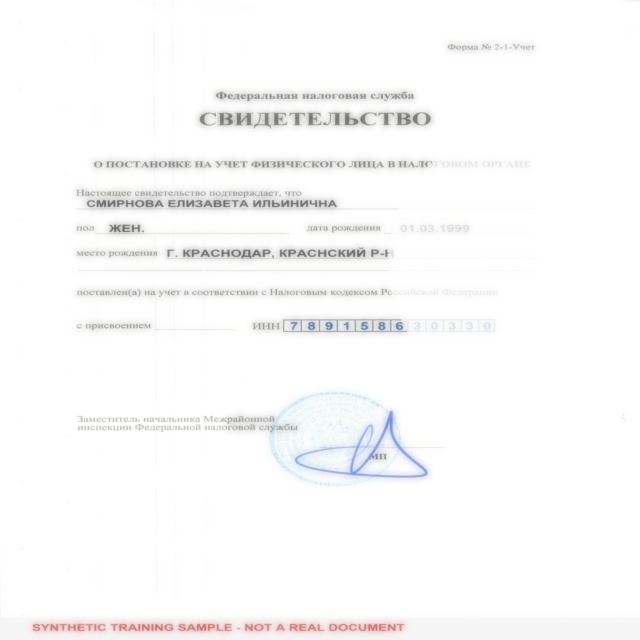 Форма № 2-1-Учет
Федеральная налоговая служба
СВИДЕТЕЛЬСТВО
О ПОСТАНОВКЕ НА УЧЕТ ФИЗИЧЕСКОГО ЛИЦА В НАЛОГОВОМ ОРГАНЕ
Настоящее свидетельство подтверждает, что
СМИРНОВА ЕЛИЗАВЕТА ИЛЬИНИЧНА
пол ЖЕН. дата рождения 01.03.1999
место рождения Г. КРАСНОДАР, КРАСНСКИЙ Р-Н
поставлен(а) на учет в соответствии с Налоговым кодексом Российской Федерации
с присвоением ИНН 789158630330
Заместитель начальника Межрайонной
инспекции Федеральной налоговой службы
МП
SYNTHETIC TRAINING SAMPLE - NOT A REAL DOCUMENT